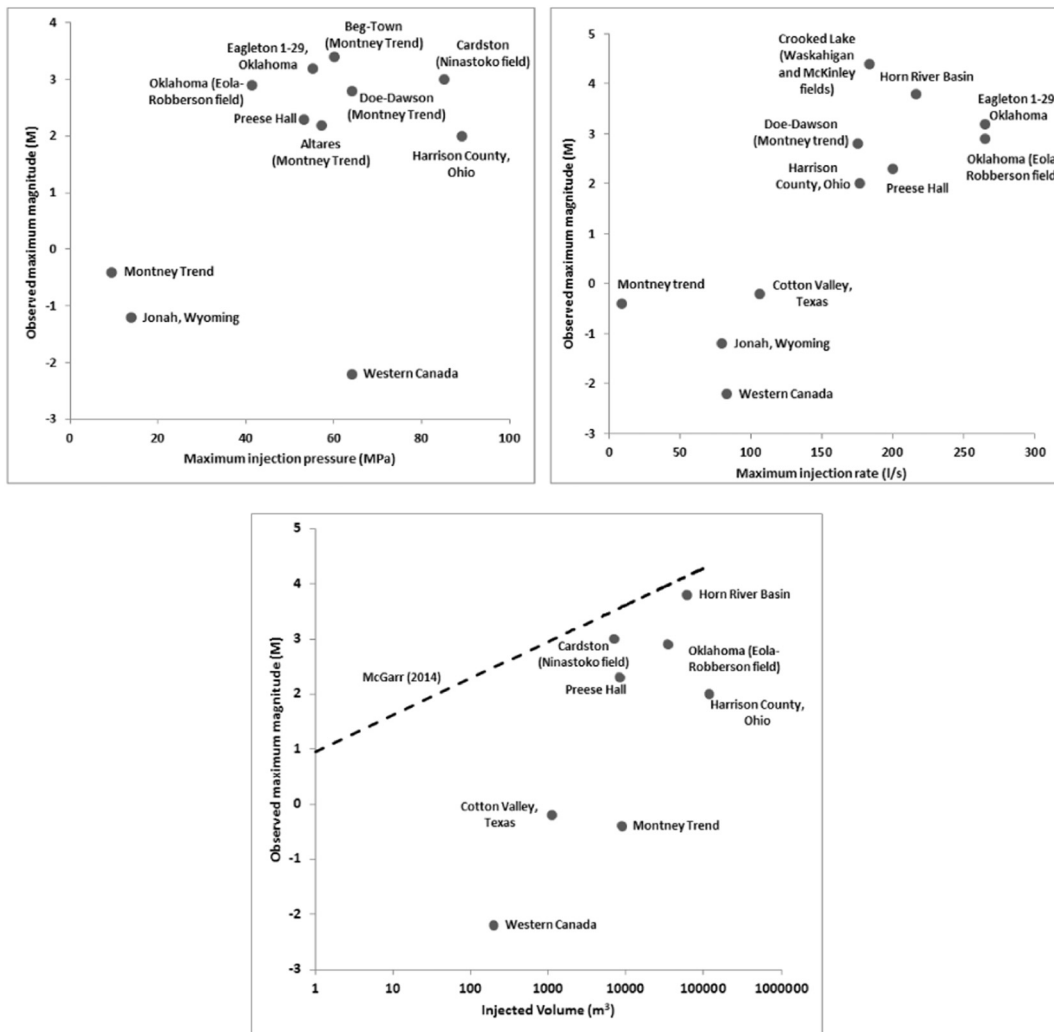 4
3
2
1
0
-1
-2
-3
Observed maximum magnitude (M)
Beg-Town
(Montney Trend)
Eagleton 1-29,
Oklahoma
Cardston
(Ninastoko field)
Oklahoma (Eola-
Robberson field)
Doe-Dawson
(Montney Trend)
Preese Hall
Altares
(Montney Trend)
Harrison County,
Ohio
Montney Trend
Jonah, Wyoming
Western Canada
0 20 40 60 80 100
Maximum injection pressure (MPa)
5
4
3
2
1
0
-1
-2
-3
Observed maximum magnitude (M)
Crooked Lake
(Waskahigan
and McKinley
fields)
Horn River Basin
Eagleton 1-29,
Oklahoma
Doe-Dawson
(Montney trend)
Oklahoma (Eola-
Robberson field)
Harrison
County, Ohio
Preese Hall
Montney trend
Cotton Valley,
Texas
Jonah, Wyoming
Western Canada
0 50 100 150 200 250 300
Maximum injection rate (l/s)
5
4
3
2
1
0
-1
-2
-3
Observed maximum magnitude (M)
Horn River Basin
Cardston
(Ninastoko field)
Oklahoma (Eola-
Robberson field)
McGarr (2014)
Preese Hall
Harrison County,
Ohio
Cotton Valley,
Texas
Montney Trend
Western Canada
1 10 100 1000 10000 100000 1000000
Injected Volume (m³)